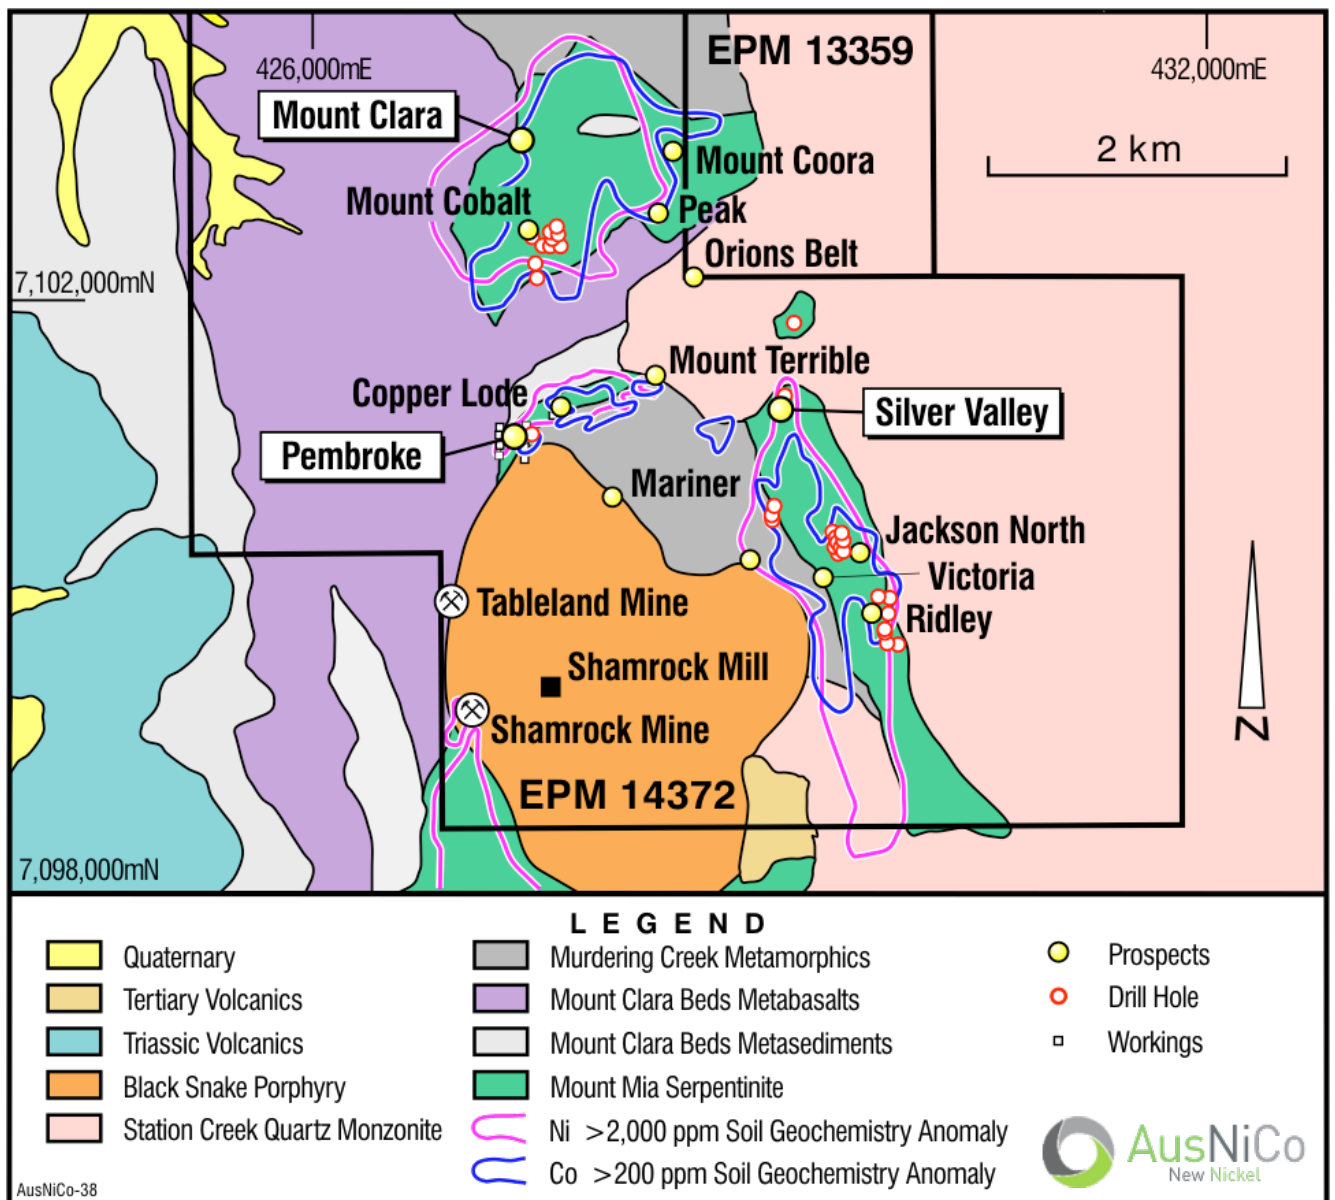 EPM 13359
426,000mE
432,000mE
Mount Clara
2 km
Mount Coora
Mount Cobalt
Peak
Orions Belt
7,102,000mN
Mount Terrible
Copper Lode
Silver Valley
Pembroke
Mariner
Jackson North
Victoria
Tableland Mine
Ridley
Shamrock Mill
Shamrock Mine
N
EPM 14372
7,098,000mN
LEGEND
Quaternary
Tertiary Volcanics
Triassic Volcanics
Black Snake Porphyry
Station Creek Quartz Monzonite
Murdering Creek Metamorphics
Mount Clara Beds Metabasalts
Mount Clara Beds Metasediments
Mount Mia Serpentinite
Ni >2,000 ppm Soil Geochemistry Anomaly
Co >200 ppm Soil Geochemistry Anomaly
Prospects
Drill Hole
Workings
AusNiCo
New Nickel
AusNiCo-38